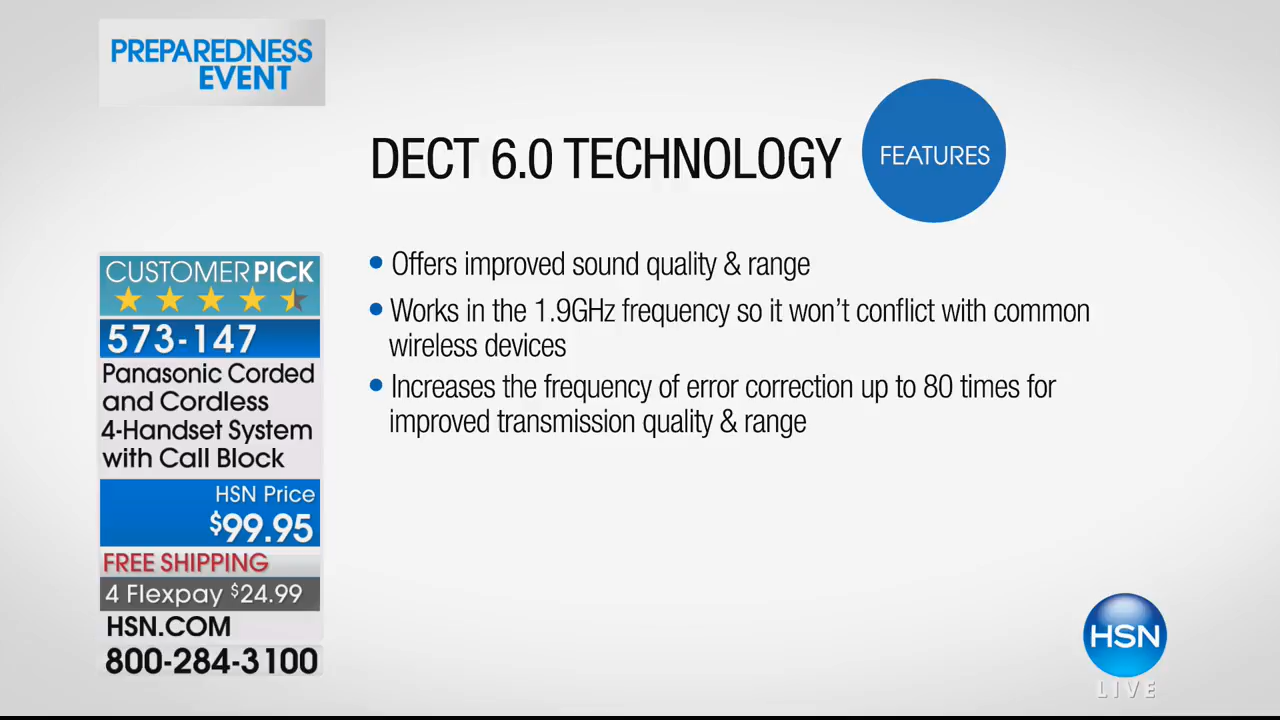 PREPAREDNESS
EVENT
DECT 6.0 TECHNOLOGY
FEATURES
• Offers improved sound quality & range
• Works in the 1.9GHz frequency so it won’t conflict with common
wireless devices
• Increases the frequency of error correction up to 80 times for
improved transmission quality & range
CUSTOMER PICK
573-147
Panasonic Corded
and Cordless
4-Handset System
with Call Block
HSN Price
$99.95
FREE SHIPPING
4 Flexpay $24.99
HSN.COM
800-284-3100
HSN
LIVE